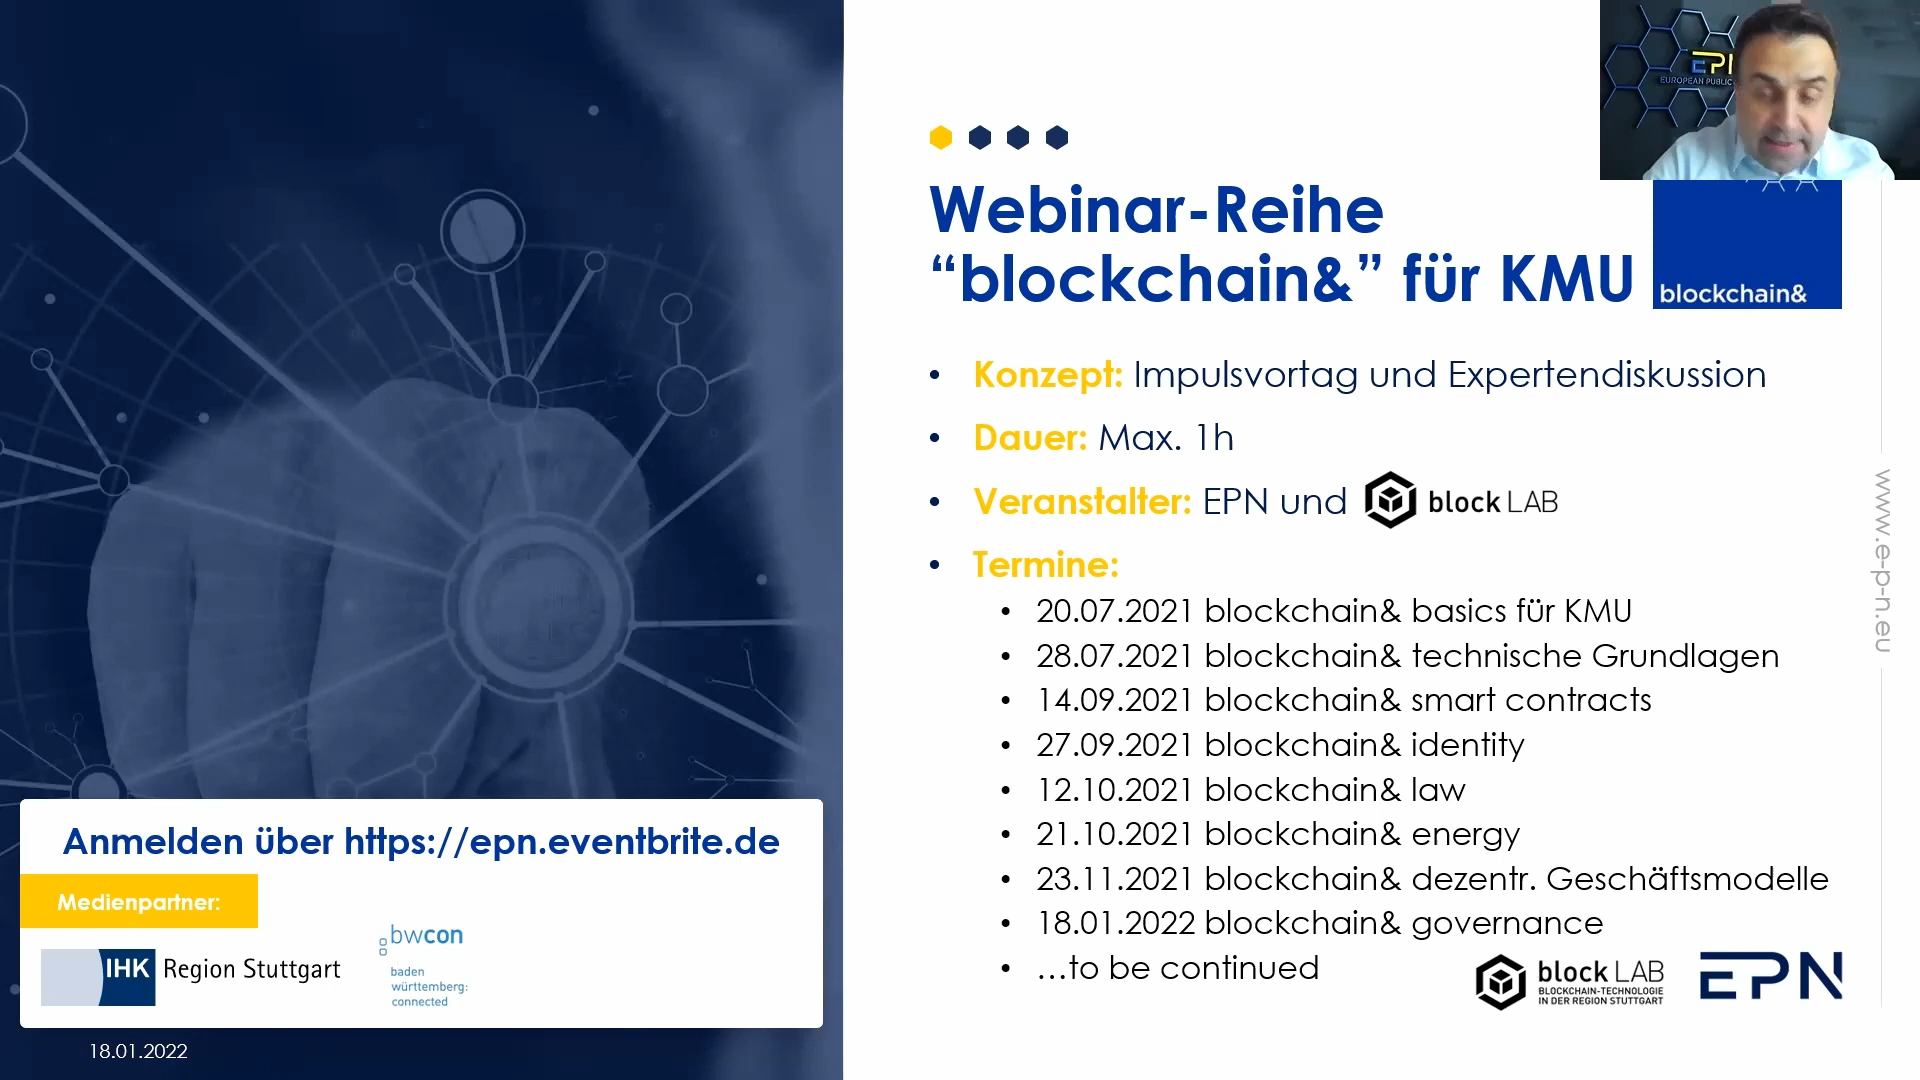 EPN
EUROPEAN PUBLIC
Webinar-Reihe
“blockchain&” für KMU
blockchain&
• Konzept: Impulsvortag und Expertendiskussion
• Dauer: Max. 1h
• Veranstalter: EPN und block LAB
• Termine:
• 20.07.2021 blockchain& basics für KMU
• 28.07.2021 blockchain& technische Grundlagen
• 14.09.2021 blockchain& smart contracts
• 27.09.2021 blockchain& identity
• 12.10.2021 blockchain& law
• 21.10.2021 blockchain& energy
• 23.11.2021 blockchain& dezentr. Geschäftsmodelle
• 18.01.2022 blockchain& governance
• …to be continued
www.e-p-n.eu
block LAB
BLOCKCHAIN-TECHNOLOGIE
IN DER REGION STUTTGART
EPN
Anmelden über https://epn.eventbrite.de
Medienpartner:
IHK Region Stuttgart
bwcon
baden
württemberg:
connected
18.01.2022